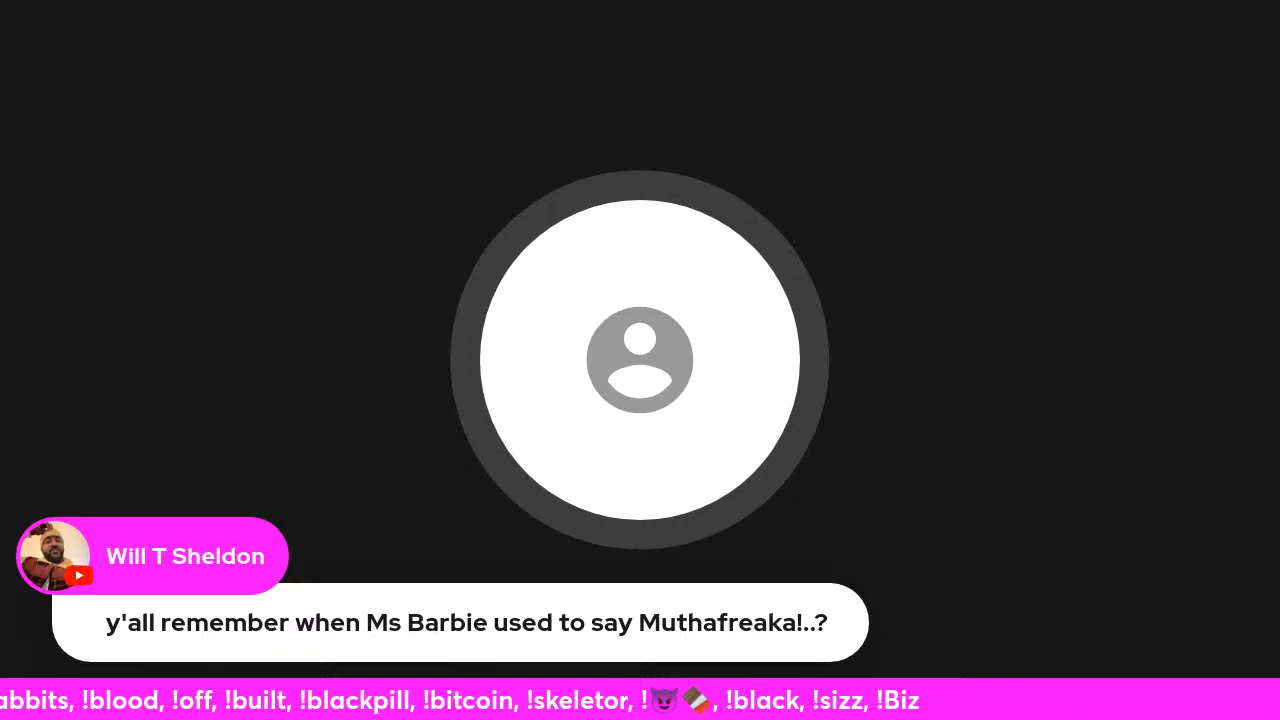 Will T Sheldon
y'all remember when Ms Barbie used to say Muthafreaka!..?
abbits, !blood, !off, !built, !blackpill, !bitcoin, !skeletor, !😈🍫, !black, !sizz, !Biz